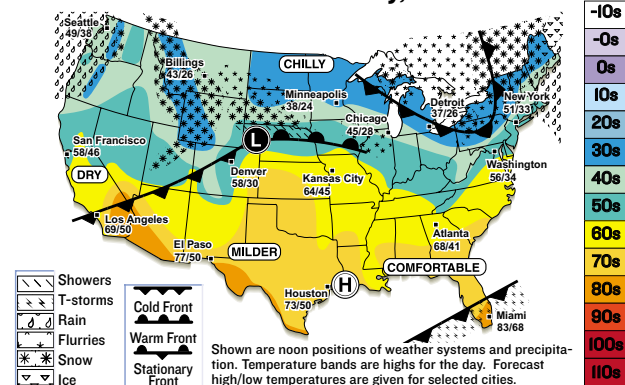 Seattle
49/38
Billings
43/26
CHILLY
Minneapolis
38/24
Detroit
37/26
New York
51/33
Chicago
45/28
San Francisco
58/46
L
DRY
Denver
58/30
Kansas City
64/45
Washington
56/34
Los Angeles
69/50
El Paso
77/50
MILDER
Atlanta
68/41
COMFORTABLE
Houston
73/50
H
Miami
83/68
Showers
T-storms
Rain
Flurries
Snow
Ice
Cold Front
Warm Front
Stationary
Front
Shown are noon positions of weather systems and precipita-
tion. Temperature bands are highs for the day. Forecast
high/low temperatures are given for selected cities.
-10s
-0s
0s
10s
20s
30s
40s
50s
60s
70s
80s
90s
100s
110s